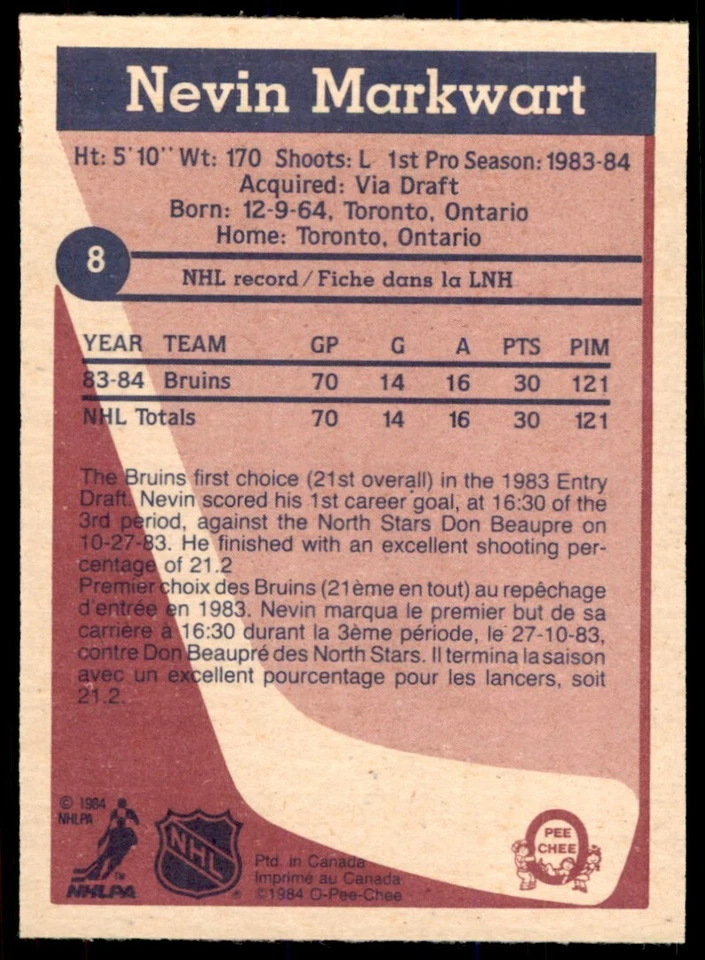 Nevin Markwart
Ht: 5'10" Wt: 170 Shoots: L 1st Pro Season: 1983-84
Acquired: Via Draft
Born: 12-9-64, Toronto, Ontario
Home: Toronto, Ontario
8
NHL record/Fiche dans la LNH
YEAR TEAM GP G A PTS PIM
83-84 Bruins 70 14 16 30 121
NHL Totals 70 14 16 30 121
The Bruins first choice (21st overall) in the 1983 Entry
Draft. Nevin scored his 1st career goal, at 16:30 of the
3rd period, against the North Stars Don Beaupre on
10-27-83. He finished with an excellent shooting per-
centage of 21.2
Premier choix des Bruins (21ème en tout) au repêchage
d'entrée en 1983. Nevin marqua le premier but de sa
carrière à 16:30 durant la 3ème période, le 27-10-83,
contre Don Beaupré des North Stars. Il termina la saison
avec un excellent pourcentage pour les lancers, soit
21.2.
© 1984
NHLPA
NHLPA
TM
NHL
Ptd. in Canada
Imprimé au Canada
©1984 O-Pee-Chee
PEE
CHEE